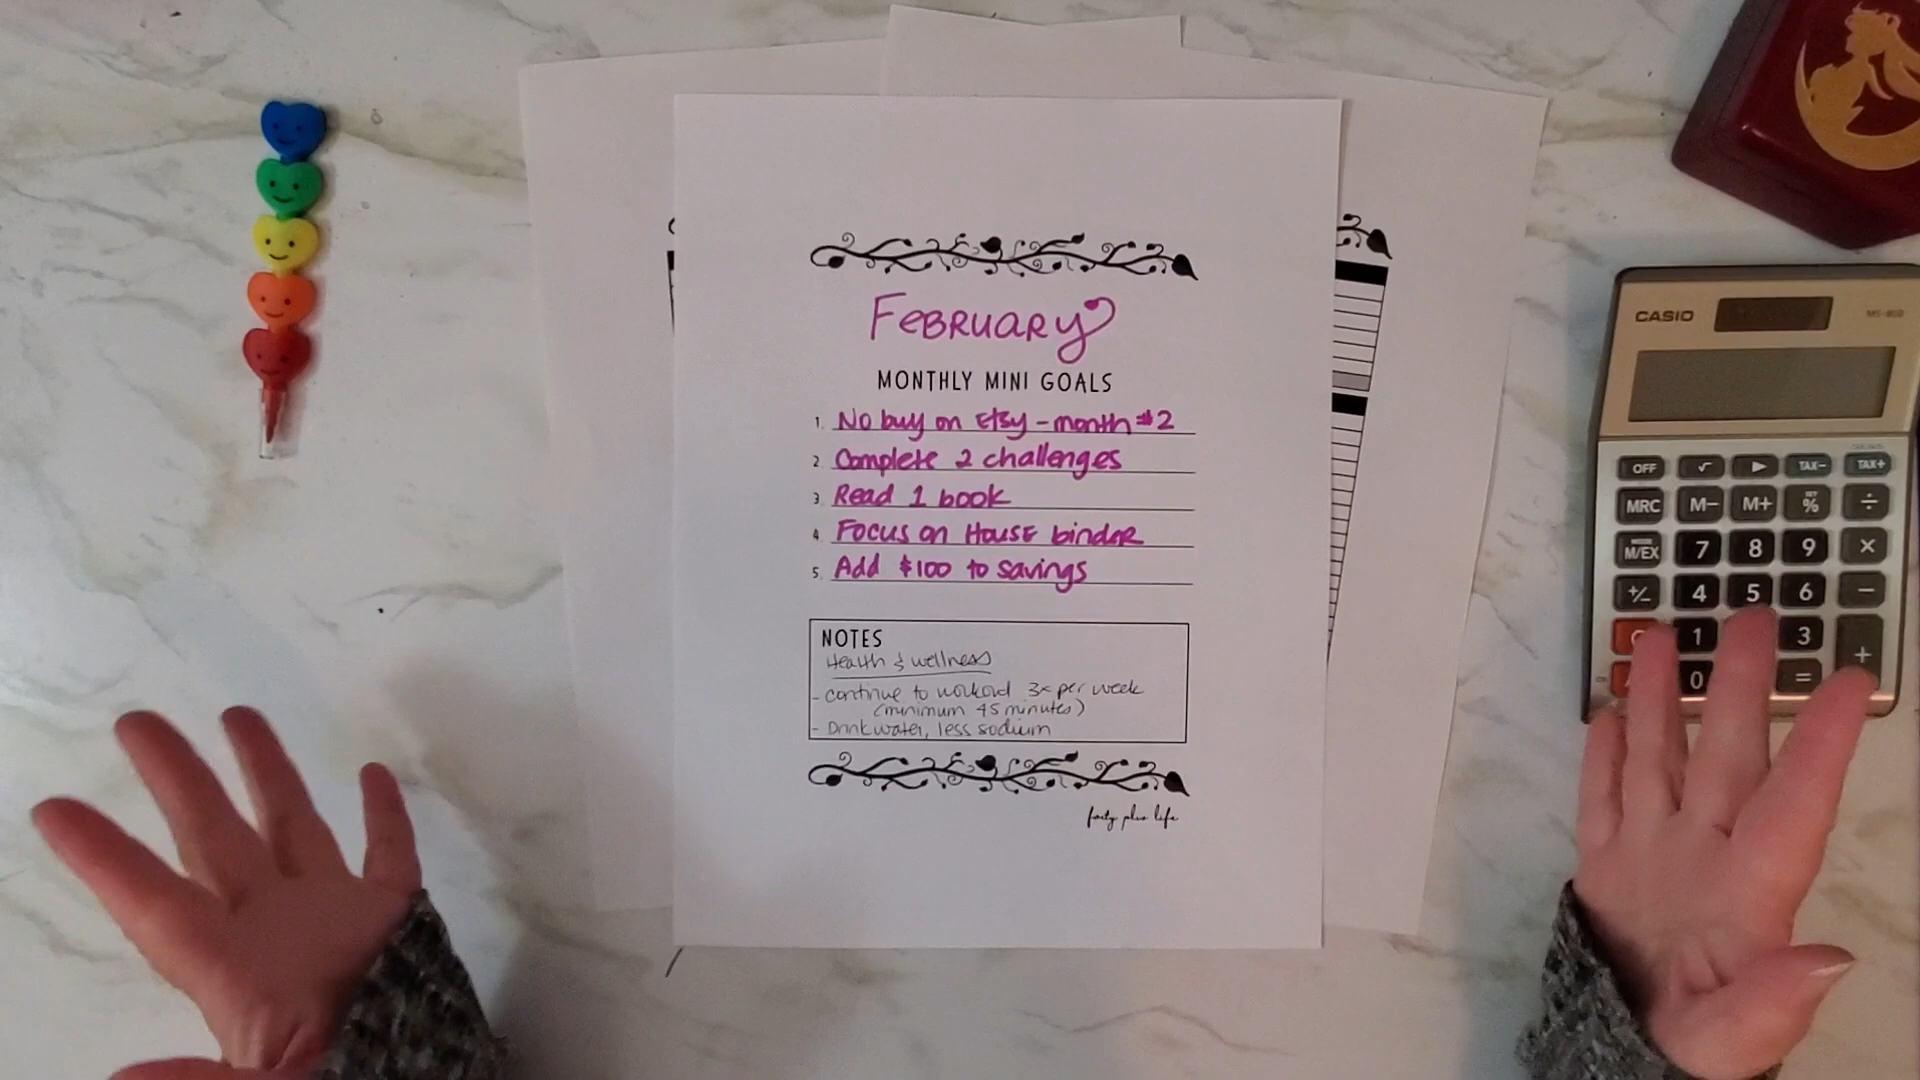 February
MONTHLY MINI GOALS
1. No buy on Etsy - month #2
2. Complete 2 challenges
3. Read 1 book
4. Focus on House binder
5. Add $100 to savings
NOTES
Health & wellness
- continue to workout 3x per week
(minimum 45 minutes)
- Drink water, less sodium
forty plus life
CASIO
OFF √ ▶ TAX- TAX+
MRC M- M+ % ÷
M/EX 7 8 9 ×
+/- 4 5 6 −
C 1 3 +
0 =